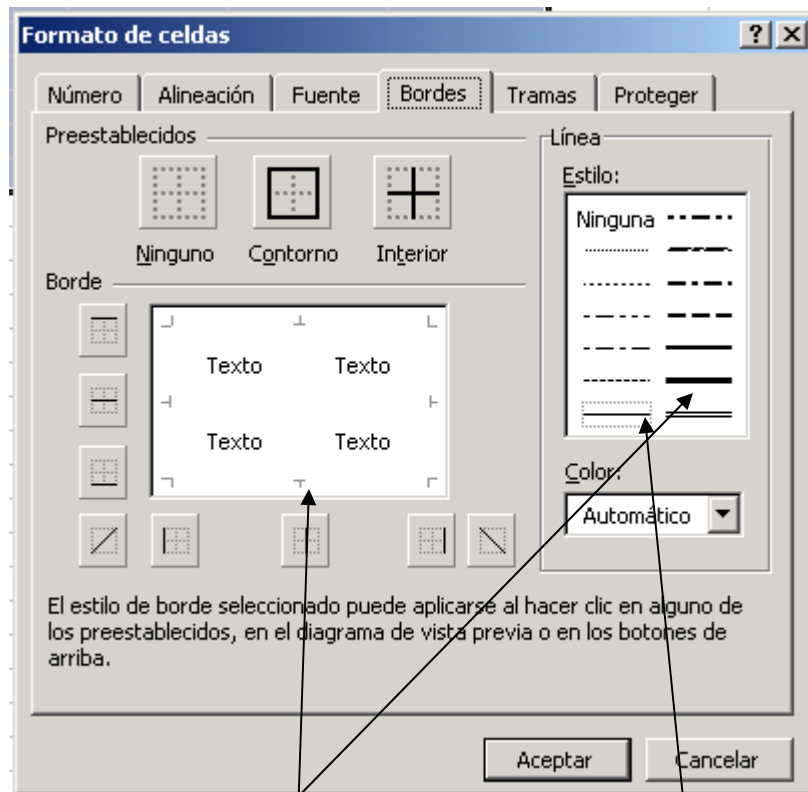 Formato de celdas
Número Alineación Fuente Bordes Tramas Proteger
Preestablecidos
Ninguno Contorno Interior
Borde
Texto Texto
Texto Texto
Línea
Estilo:
Ninguna
Color:
Automático
El estilo de borde seleccionado puede aplicarse al hacer clic en alguno de
los preestablecidos, en el diagrama de vista previa o en los botones de
arriba.
Aceptar Cancelar